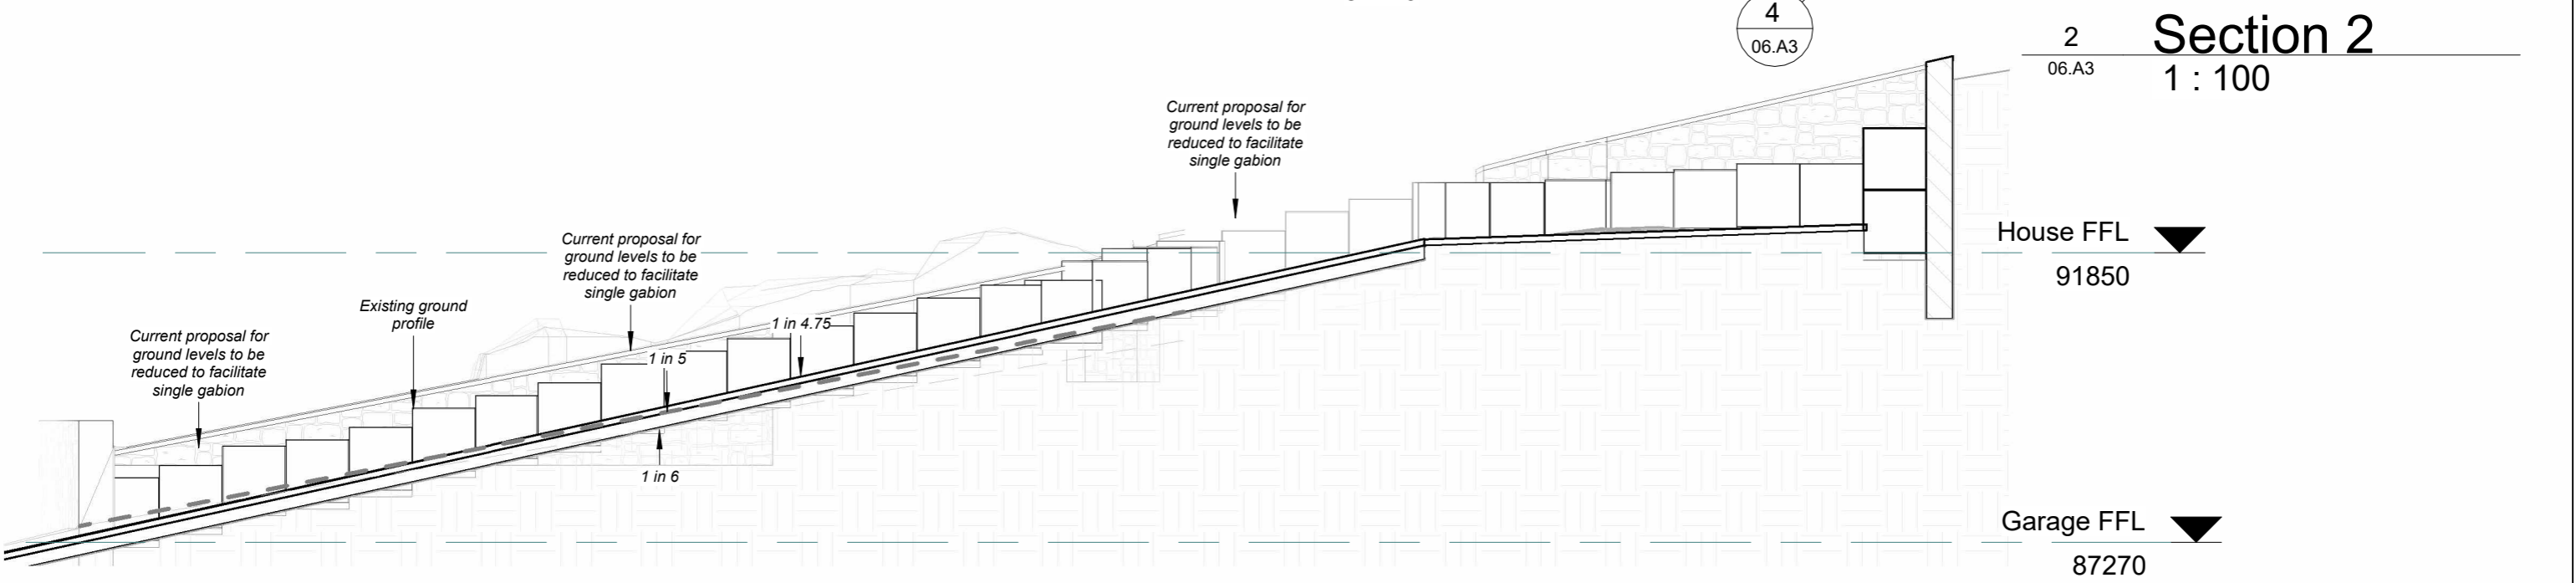 4
06.A3
2
Section 2
06.A3
1 : 100
Current proposal for
ground levels to be
reduced to facilitate
single gabion
House FFL
91850
Current proposal for
ground levels to be
reduced to facilitate
single gabion
Existing ground
profile
Current proposal for
ground levels to be
reduced to facilitate
single gabion
1 in 4.75
1 in 5
1 in 6
Garage FFL
87270